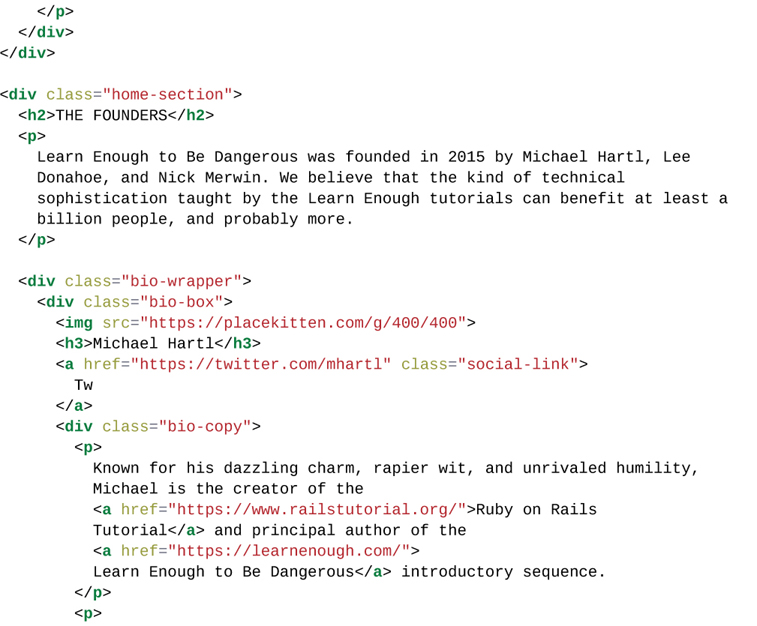 </p>
  </div>
</div>

<div class="home-section">
  <h2>THE FOUNDERS</h2>
  <p>
    Learn Enough to Be Dangerous was founded in 2015 by Michael Hartl, Lee
    Donahoe, and Nick Merwin. We believe that the kind of technical
    sophistication taught by the Learn Enough tutorials can benefit at least a
    billion people, and probably more.
  </p>

  <div class="bio-wrapper">
    <div class="bio-box">
      <img src="https://placekitten.com/g/400/400">
      <h3>Michael Hartl</h3>
      <a href="https://twitter.com/mhartl" class="social-link">
        Tw
      </a>
      <div class="bio-copy">
        <p>
          Known for his dazzling charm, rapier wit, and unrivaled humility,
          Michael is the creator of the
          <a href="https://www.railstutorial.org/">Ruby on Rails
          Tutorial</a> and principal author of the
          <a href="https://learnenough.com/">
          Learn Enough to Be Dangerous</a> introductory sequence.
        </p>
        <p>